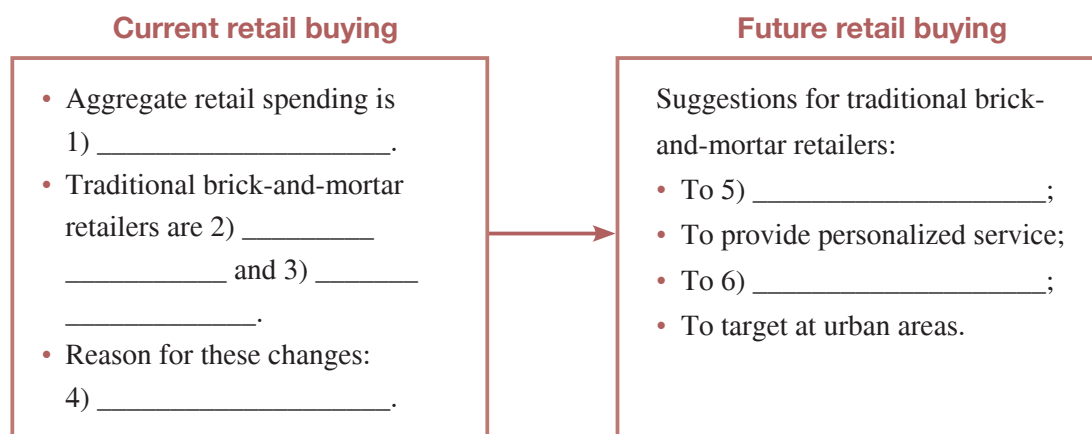 Current retail buying
• Aggregate retail spending is
1) ____________________.
• Traditional brick-and-mortar
retailers are 2) _________
___________ and 3) _______
_____________.
• Reason for these changes:
4) ____________________.
Future retail buying
Suggestions for traditional brick-
and-mortar retailers:
• To 5) ____________________;
• To provide personalized service;
• To 6) ____________________;
• To target at urban areas.